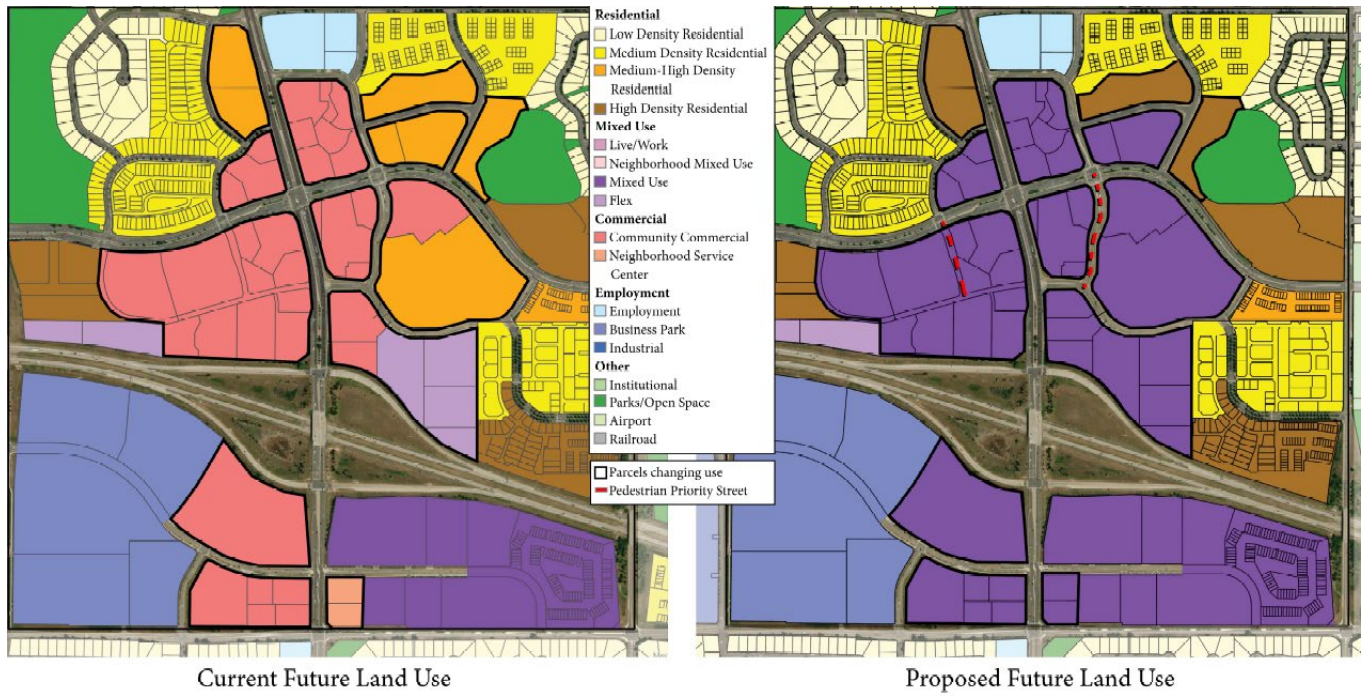 Residential
Low Density Residential
Medium Density Residential
Medium-High Density
Residential
High Density Residential
Mixed Use
Live/Work
Neighborhood Mixed Use
Mixed Use
Flex
Commercial
Community Commercial
Neighborhood Service
Center
Employment
Employment
Business Park
Industrial
Other
Institutional
Parks/Open Space
Airport
Railroad
Parcels changing use
Pedestrian Priority Street
Current Future Land Use
Proposed Future Land Use